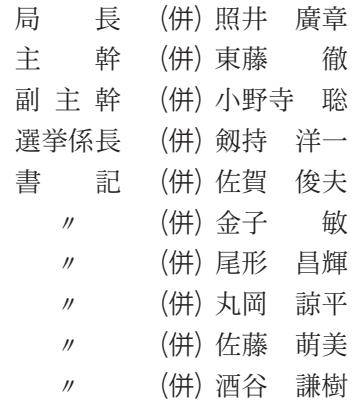 局　　長　(併) 照井　廣章
主　　幹　(併) 東藤　　徹
副 主 幹　(併) 小野寺　聡
選挙係長　(併) 剱持　洋一
書　　記　(併) 佐賀　俊夫
〃　　(併) 金子　　敏
〃　　(併) 尾形　昌輝
〃　　(併) 丸岡　諒平
〃　　(併) 佐藤　萌美
〃　　(併) 酒谷　謙樹